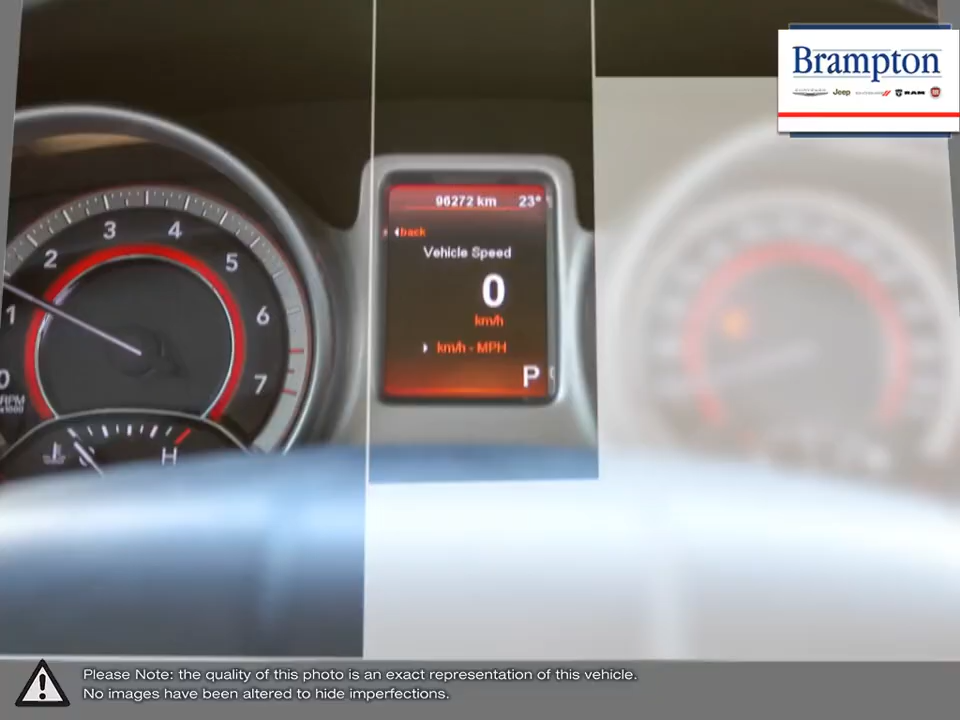 Brampton
Jeep
RAM
96272 km 23°
back
Vehicle Speed
0
km/h
km/h - MPH
P
1 2 3 4 5 6 7
0
RPM
x1000
H
Please Note: the quality of this photo is an exact representation of this vehicle.
No images have been altered to hide imperfections.